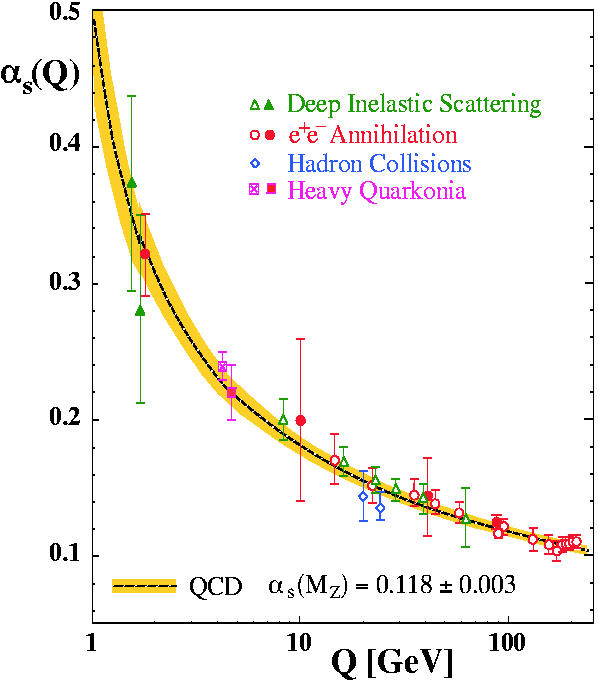 0.5
αs(Q)
Deep Inelastic Scattering
e+e− Annihilation
0.4
Hadron Collisions
Heavy Quarkonia
0.3
0.2
0.1
QCD αs(MZ) = 0.118 ± 0.003
1 10 100
Q [GeV]